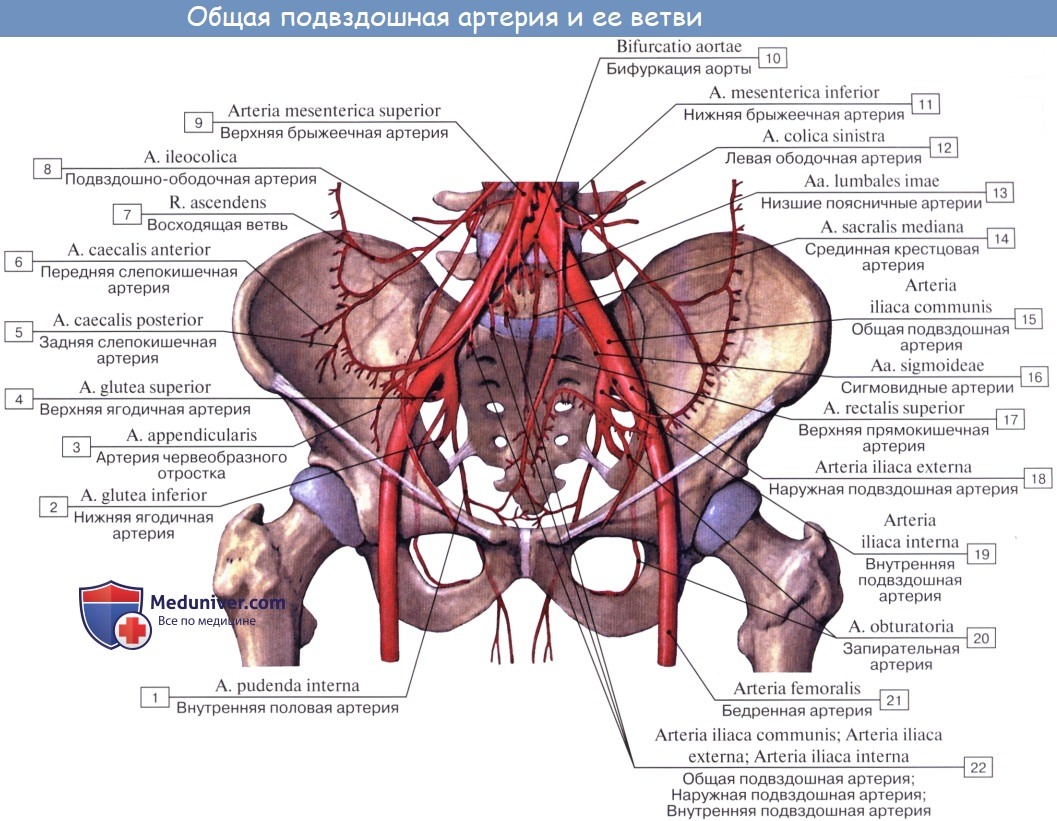 Общая подвздошная артерия и ее ветви
Bifurcatio aortae
Бифуркация аорты
10
A. mesenterica inferior
Нижняя брыжеечная артерия
11
A. colica sinistra
Левая ободочная артерия
12
Aa. lumbales imae
Низшие поясничные артерии
13
A. sacralis mediana
Срединная крестцовая
артерия
14
Arteria
iliaca communis
Общая подвздошная
артерия
15
Aa. sigmoideae
Сигмовидные артерии
16
A. rectalis superior
Верхняя прямокишечная
артерия
17
Arteria iliaca externa
Наружная подвздошная артерия
18
Arteria
iliaca interna
Внутренняя
подвздошная
артерия
19
A. obturatoria
Запирательная
артерия
20
Arteria femoralis
Бедренная артерия
21
Arteria iliaca communis; Arteria iliaca
externa; Arteria iliaca interna
Общая подвздошная артерия;
Наружная подвздошная артерия;
Внутренняя подвздошная артерия
22
9
Arteria mesenterica superior
Верхняя брыжеечная артерия
8
A. ileocolica
Подвздошно-ободочная артерия
7
R. ascendens
Восходящая ветвь
6
A. caecalis anterior
Передняя слепокишечная
артерия
5
A. caecalis posterior
Задняя слепокишечная
артерия
4
A. glutea superior
Верхняя ягодичная артерия
3
A. appendicularis
Артерия червеобразного
отростка
2
A. glutea inferior
Нижняя ягодичная
артерия
Meduniver.com
Все по медицине
1
A. pudenda interna
Внутренняя половая артерия